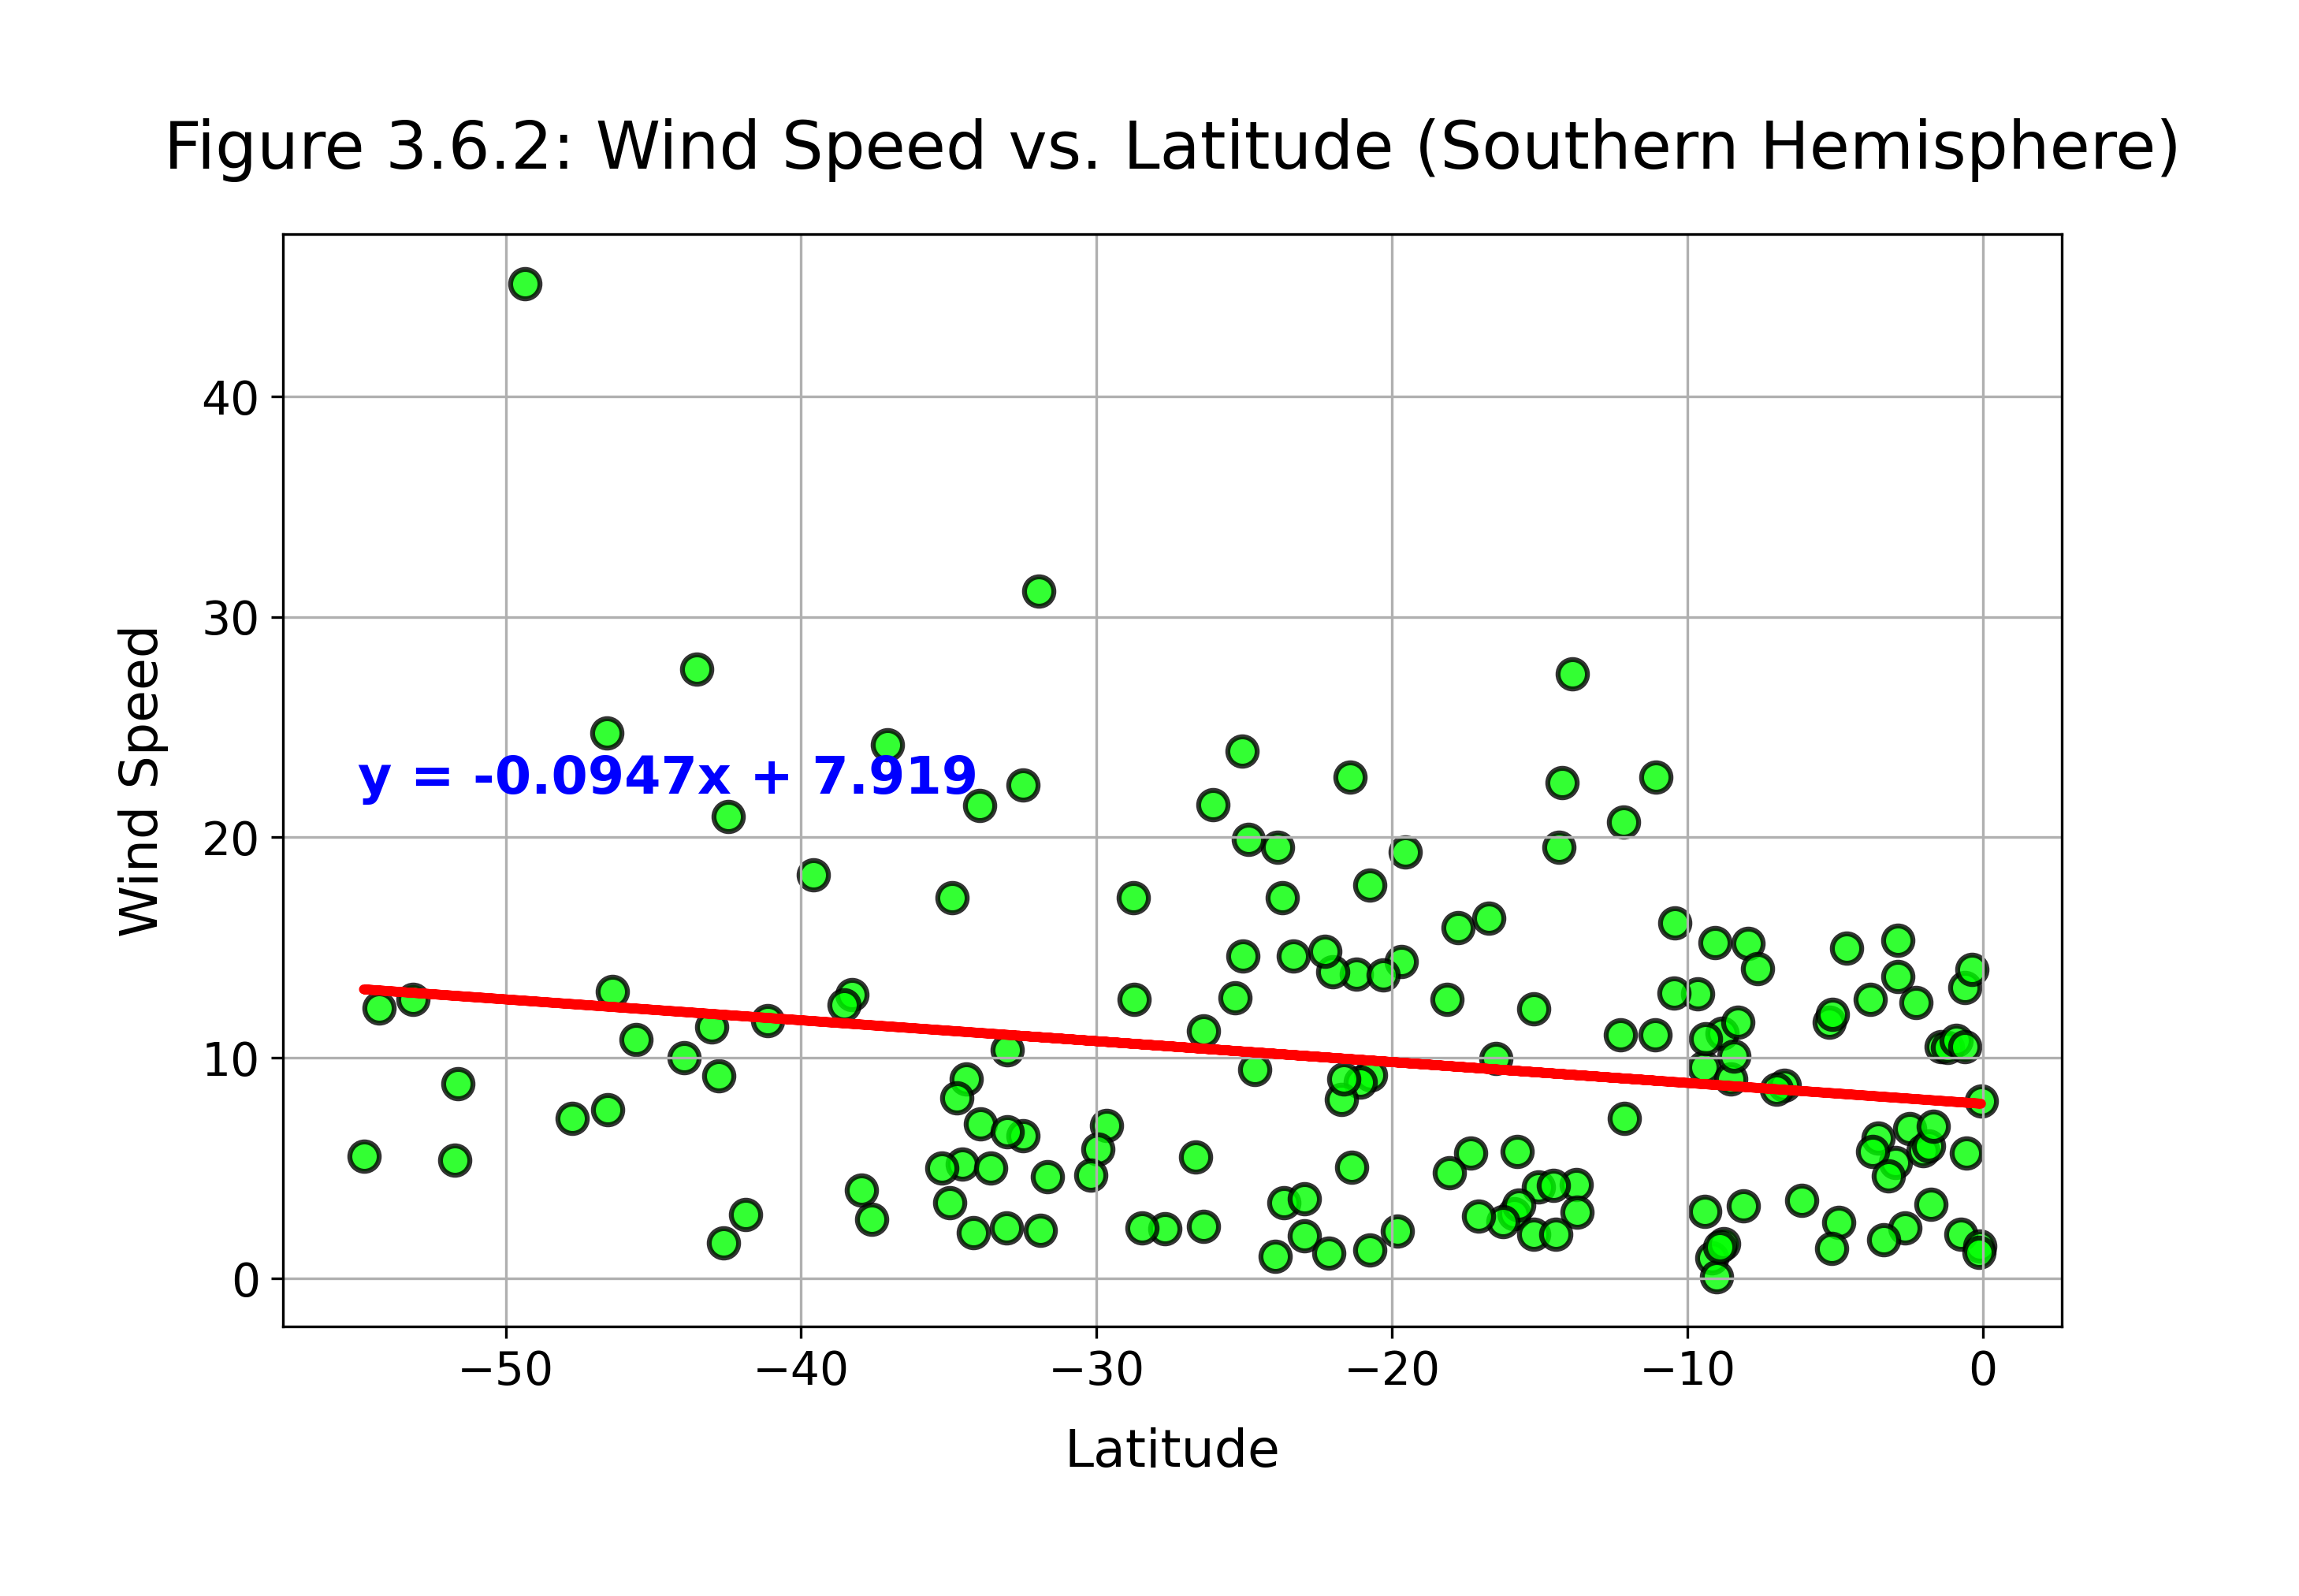 Figure 3.6.2: Wind Speed vs. Latitude (Southern Hemisphere)
40
30
20
10
0
Wind Speed
y = -0.0947x + 7.919
−50 −40 −30 −20 −10 0
Latitude